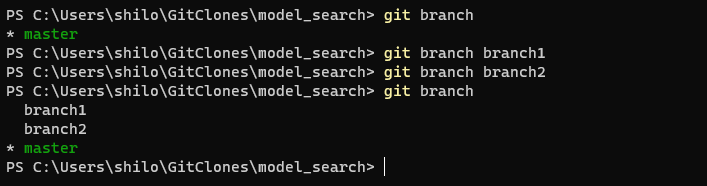 PS C:\Users\shilo\GitClones\model_search> git branch
* master
PS C:\Users\shilo\GitClones\model_search> git branch branch1
PS C:\Users\shilo\GitClones\model_search> git branch branch2
PS C:\Users\shilo\GitClones\model_search> git branch
  branch1
  branch2
* master
PS C:\Users\shilo\GitClones\model_search>